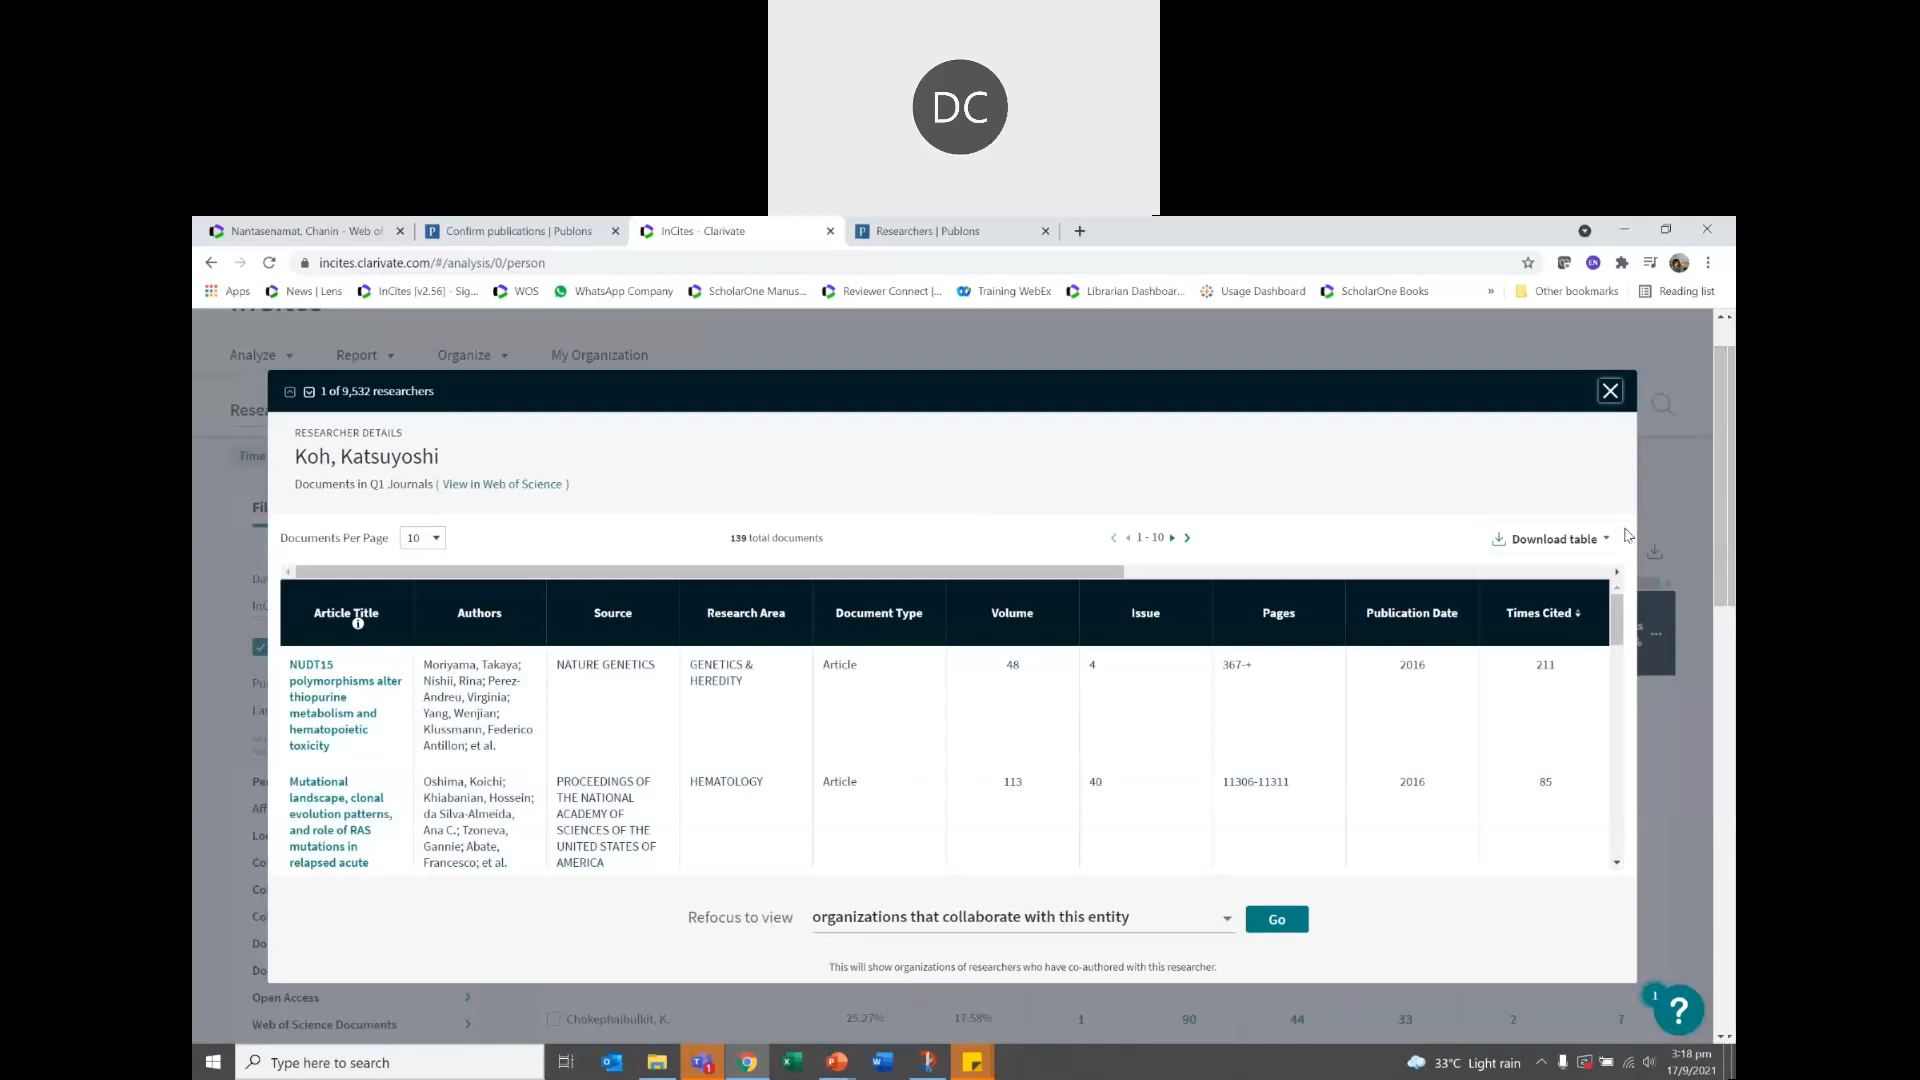 DC
Nantasenamat, Chanin - Web of
Confirm publications | Publons
InCites - Clarivate
Researchers | Publons
incites.clarivate.com/#/analysis/0/person
EN
Apps
News | Lens
InCites [v2.56] - Sig...
WOS
WhatsApp Company
ScholarOne Manus...
Reviewer Connect |...
Training WebEx
Librarian Dashboar...
Usage Dashboard
ScholarOne Books
»
Other bookmarks
Reading list
Analyze
Report
Organize
My Organization
1 of 9,532 researchers
Rese
Time
Fil
RESEARCHER DETAILS
Koh, Katsuyoshi
Documents in Q1 Journals ( View in Web of Science )
Documents Per Page 10
139 total documents
1 - 10
Download table
Article Title Authors Source Research Area Document Type Volume Issue Pages Publication Date Times Cited
NUDT15
polymorphisms alter
thiopurine
metabolism and
hematopoietic
toxicity
Moriyama, Takaya;
Nishii, Rina; Perez-
Andreu, Virginia;
Yang, Wenjian;
Klussmann, Federico
Antillon; et al.
NATURE GENETICS
GENETICS &
HEREDITY
Article
48
4
367-+
2016
211
Mutational
landscape, clonal
evolution patterns,
and role of RAS
mutations in
relapsed acute
Oshima, Koichi;
Khiabanian, Hossein;
da Silva-Almeida,
Ana C.; Tzoneva,
Gannie; Abate,
Francesco; et al.
PROCEEDINGS OF
THE NATIONAL
ACADEMY OF
SCIENCES OF THE
UNITED STATES OF
AMERICA
HEMATOLOGY
Article
113
40
11306-11311
2016
85
Refocus to view organizations that collaborate with this entity Go
This will show organizations of researchers who have co-authored with this researcher.
Open Access
Web of Science Documents
Chokephaibulkit, K. 25.27% 17.58% 1 90 44 33 2 7
1
?
Type here to search
33°C Light rain
3:18 pm
17/9/2021